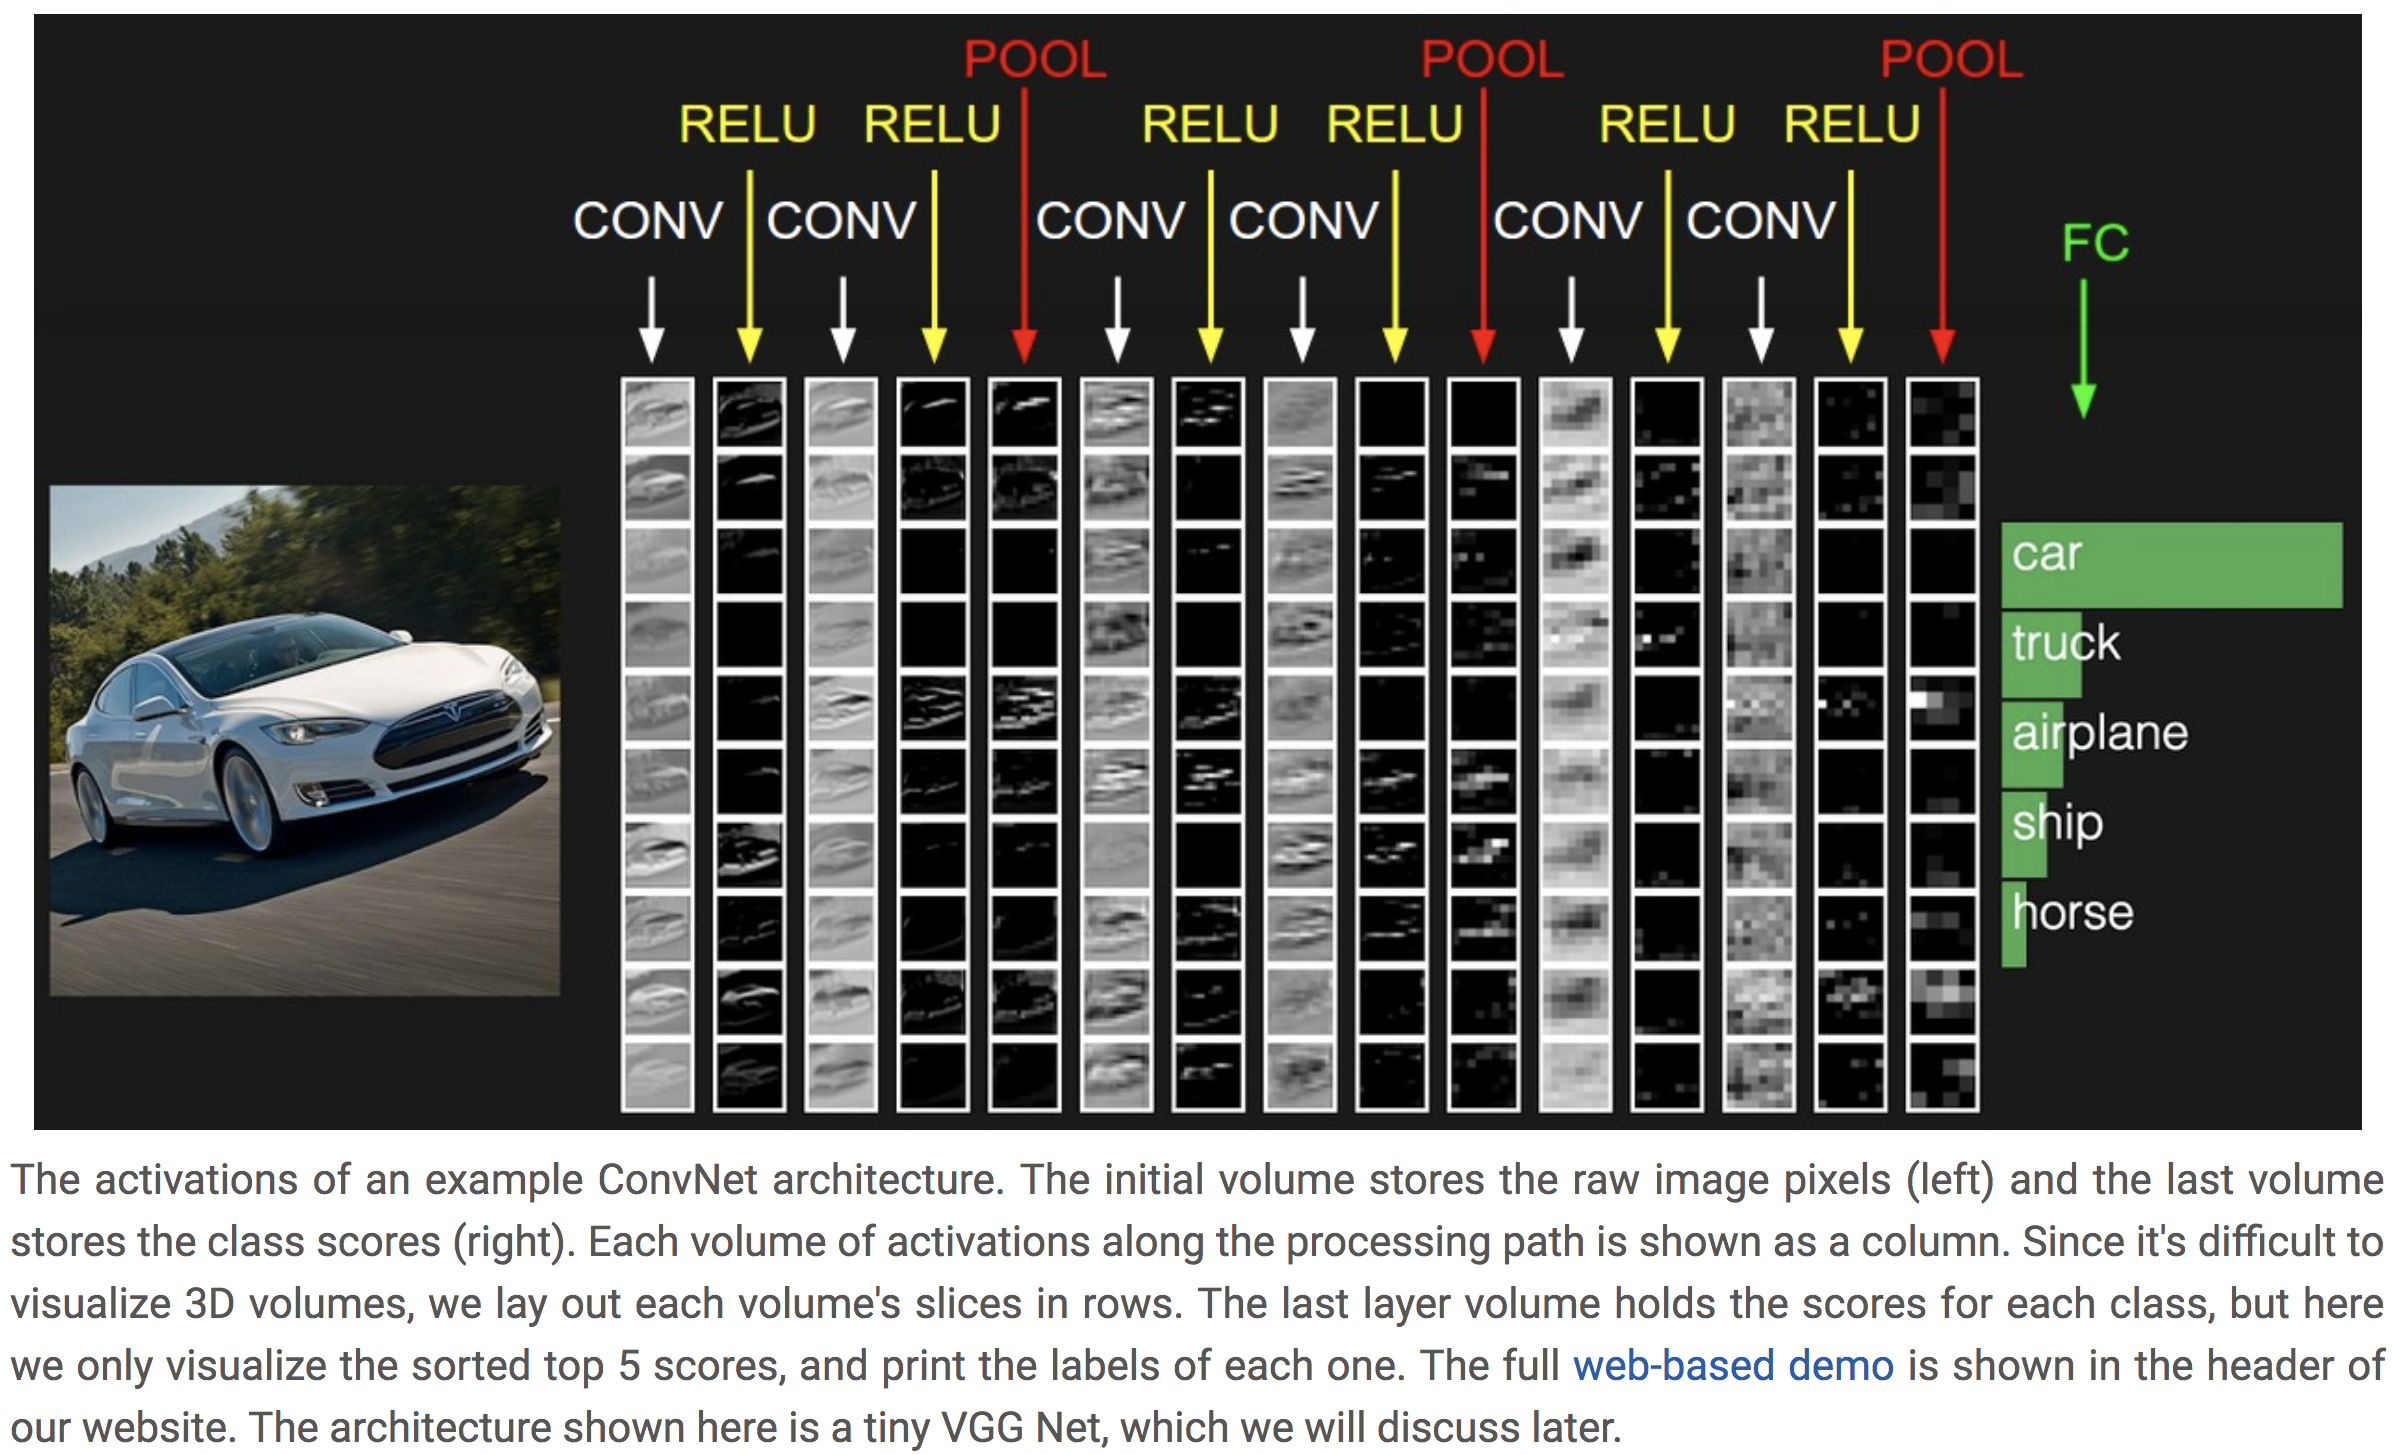 POOL POOL POOL
RELU RELU RELU RELU RELU RELU
CONV CONV CONV CONV CONV CONV
FC
car
truck
airplane
ship
horse
The activations of an example ConvNet architecture. The initial volume stores the raw image pixels (left) and the last volume
stores the class scores (right). Each volume of activations along the processing path is shown as a column. Since it's difficult to
visualize 3D volumes, we lay out each volume's slices in rows. The last layer volume holds the scores for each class, but here
we only visualize the sorted top 5 scores, and print the labels of each one. The full web-based demo is shown in the header of
our website. The architecture shown here is a tiny VGG Net, which we will discuss later.